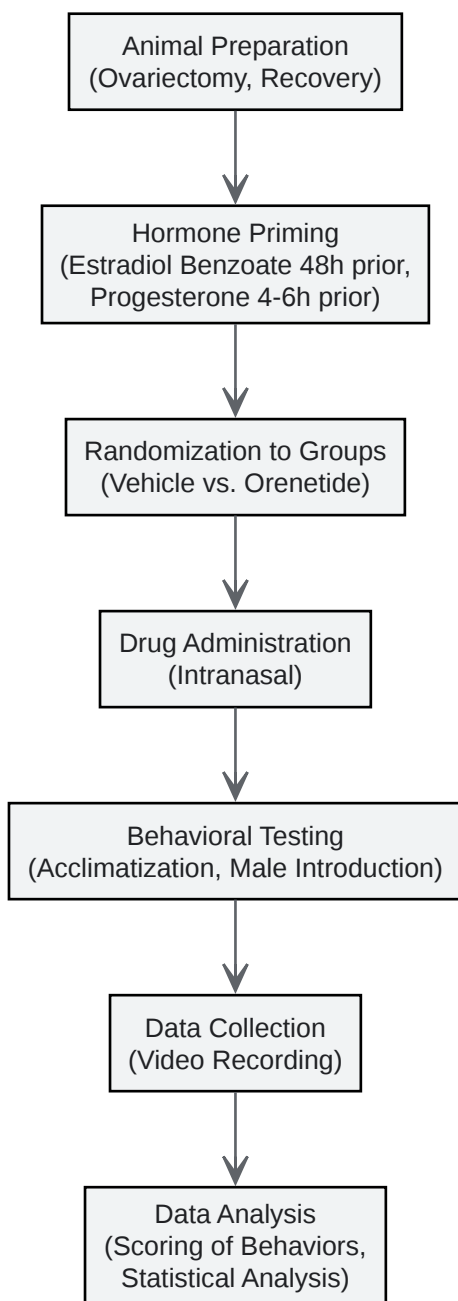 Animal Preparation
(Ovariectomy, Recovery)
Hormone Priming
(Estradiol Benzoate 48h prior,
Progesterone 4-6h prior)
Randomization to Groups
(Vehicle vs. Orenetide)
Drug Administration
(Intranasal)
Behavioral Testing
(Acclimatization, Male Introduction)
Data Collection
(Video Recording)
Data Analysis
(Scoring of Behaviors,
Statistical Analysis)